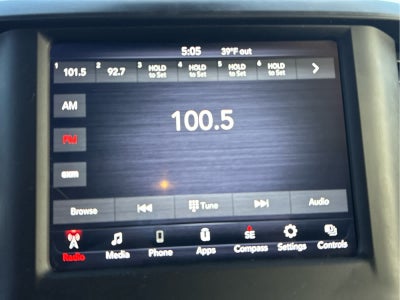 5:05 39°F out
1 101.5 2 92.7 3 HOLD to Set 4 HOLD to Set 5 HOLD to Set 6 HOLD to Set
AM
100.5
FM
SXM
Browse Tune Audio
SE
Radio Media Phone Apps Compass Settings Controls